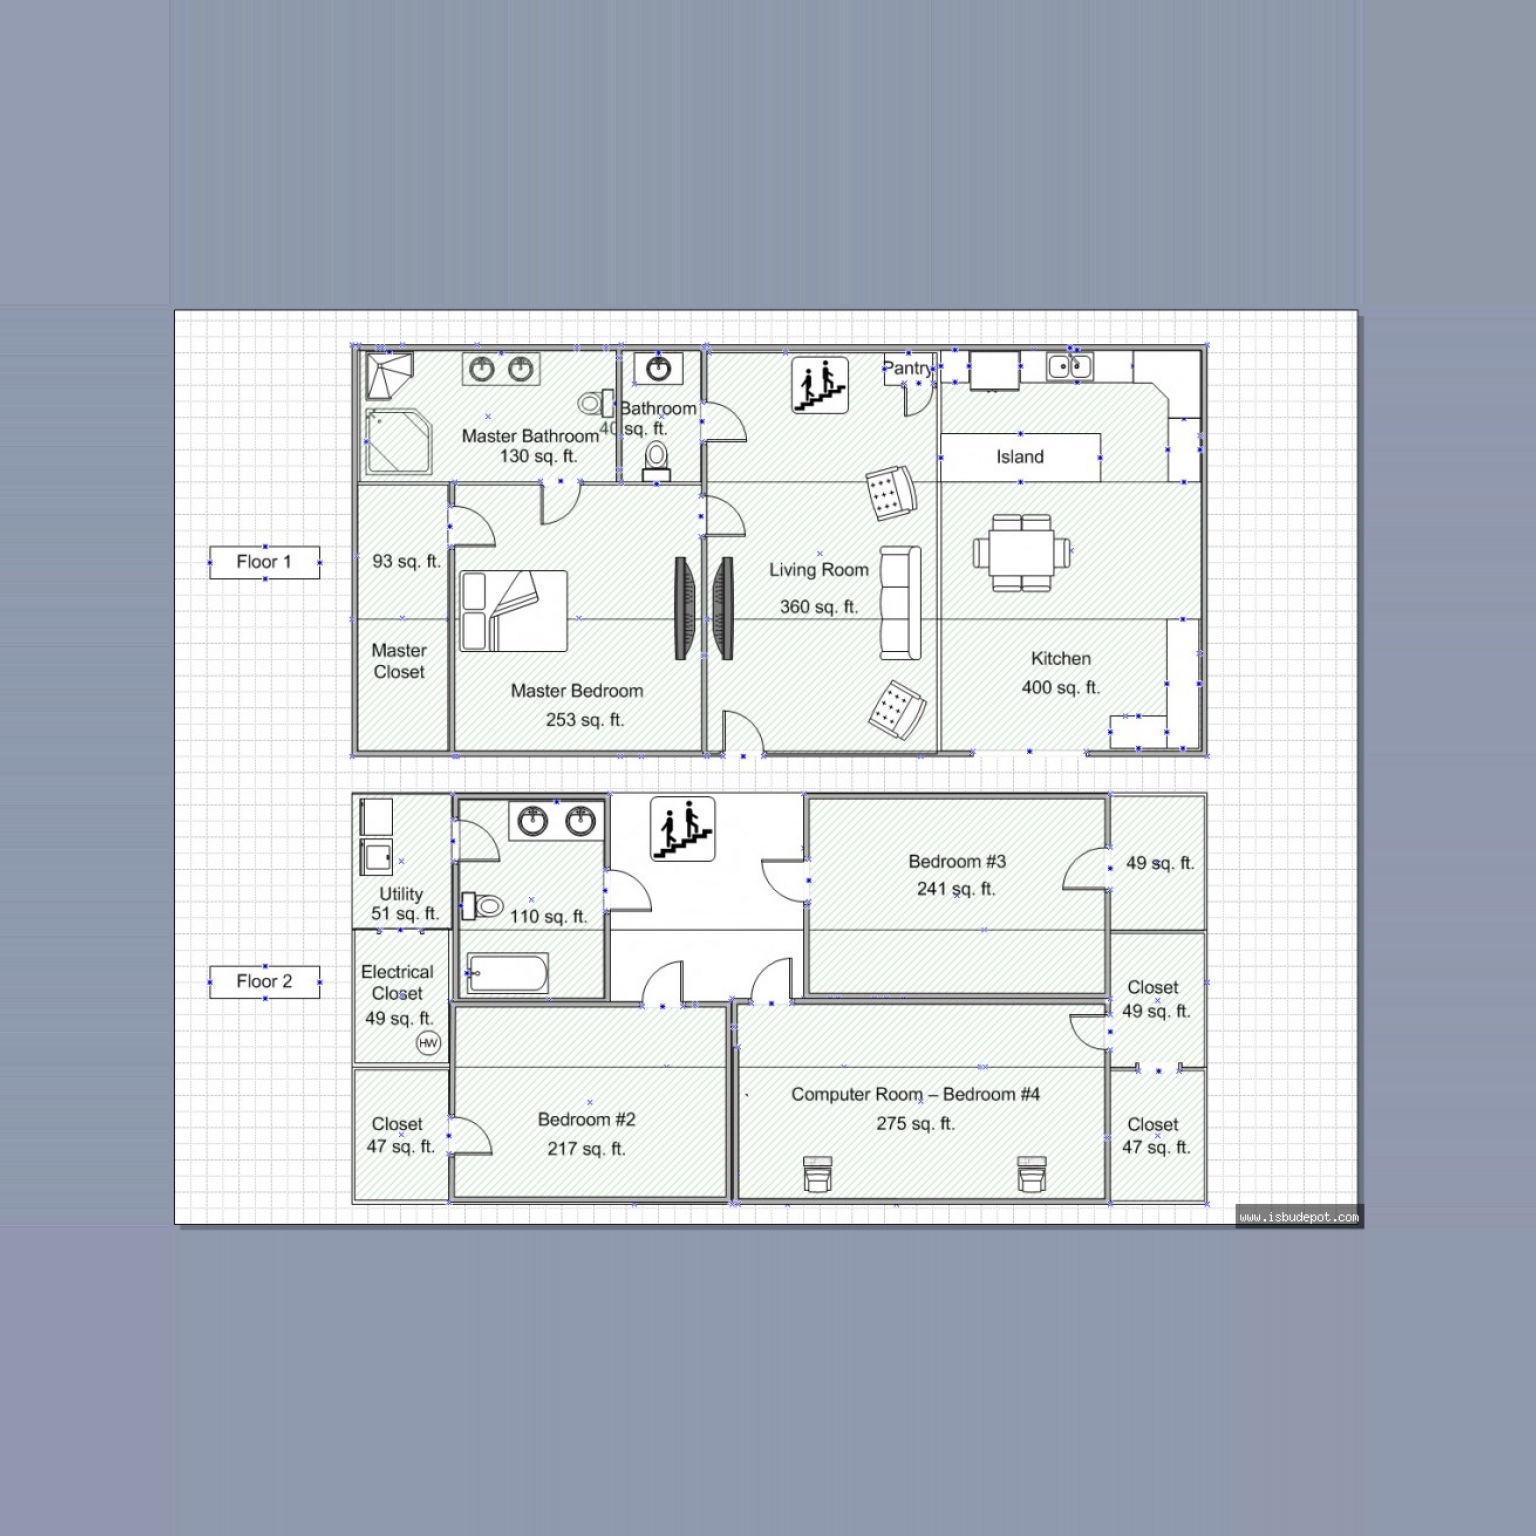 Pantry
Bathroom
40 sq. ft.
Master Bathroom
130 sq. ft.
Island
Floor 1
93 sq. ft.
Living Room
360 sq. ft.
Master
Closet
Kitchen
400 sq. ft.
Master Bedroom
253 sq. ft.
Bedroom #3
241 sq. ft.
49 sq. ft.
Utility
51 sq. ft.
110 sq. ft.
Floor 2
Electrical
Closet
49 sq. ft.
HW
Closet
49 sq. ft.
Computer Room – Bedroom #4
275 sq. ft.
Bedroom #2
217 sq. ft.
Closet
47 sq. ft.
Closet
47 sq. ft.
www.isbudepot.com